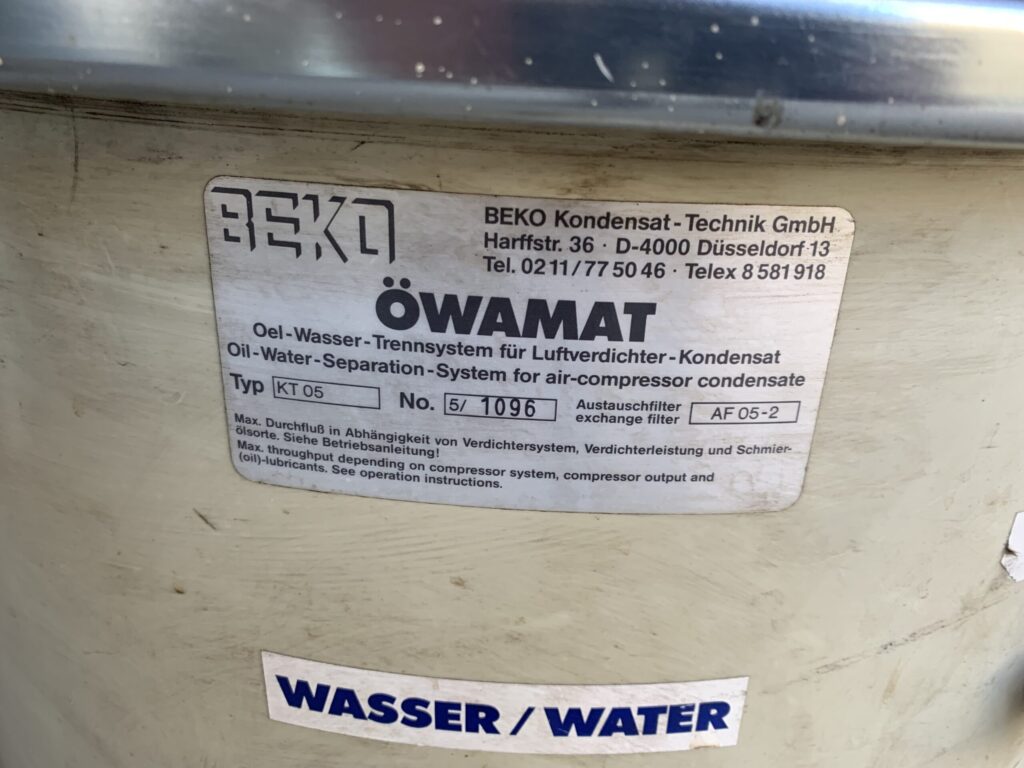 BEKO
BEKO Kondensat-Technik GmbH
Harffstr. 36 · D-4000 Düsseldorf 13
Tel. 0211/77 50 46 · Telex 8 581 918
ÖWAMAT
Oel-Wasser-Trennsystem für Luftverdichter-Kondensat
Oil-Water-Separation-System for air-compressor condensate
Typ KT 05 No. 5/ 1096 Austauschfilter AF 05-2
exchange filter
Max. Durchfluß in Abhängigkeit von Verdichtersystem, Verdichterleistung und Schmier-
ölsorte. Siehe Betriebsanleitung!
Max. throughput depending on compressor system, compressor output and
(oil)-lubricants. See operation instructions.
WASSER/WATER